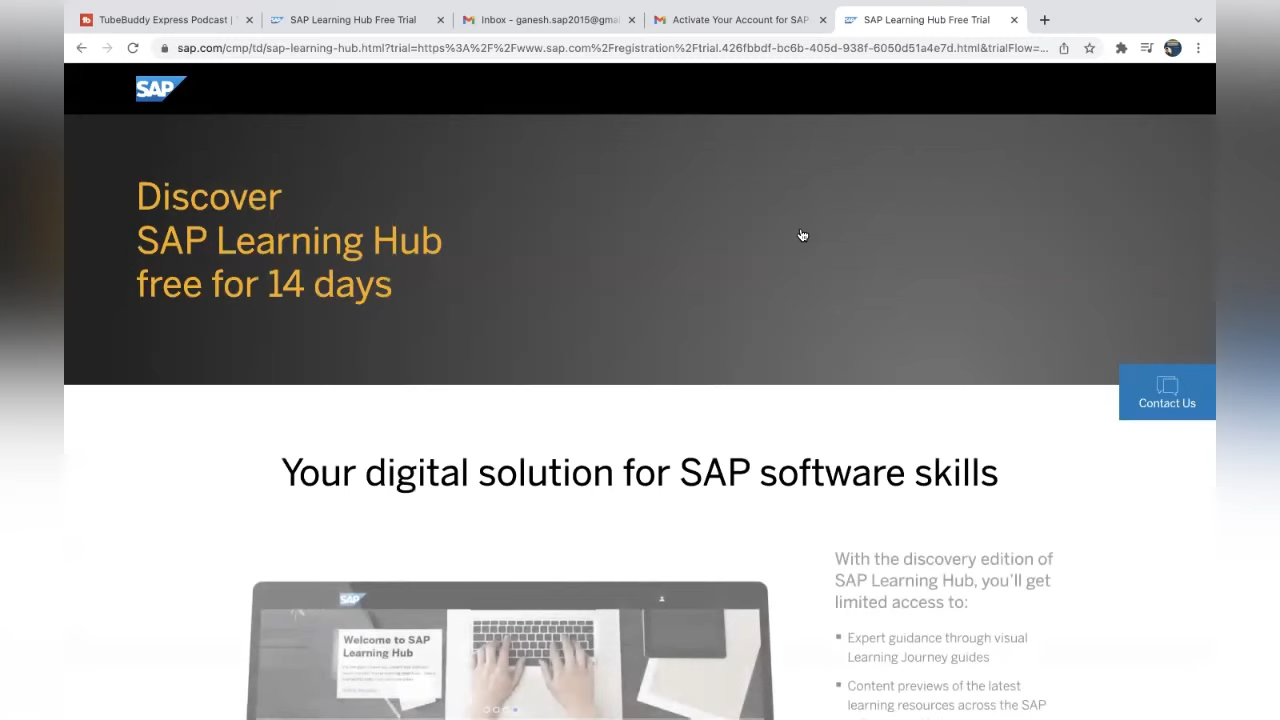 TubeBuddy Express Podcast |
SAP Learning Hub Free Trial
Inbox - ganesh.sap2015@gma
Activate Your Account for SAP
SAP Learning Hub Free Trial
sap.com/cmp/td/sap-learning-hub.html?trial=https%3A%2F%2Fwww.sap.com%2Fregistration%2Ftrial.426fbbdf-bc6b-405d-938f-6050d51a4e7d.html&trialFlow=...
SAP
Discover
SAP Learning Hub
free for 14 days
Contact Us
Your digital solution for SAP software skills
With the discovery edition of
SAP Learning Hub, you'll get
limited access to:
Expert guidance through visual
Learning Journey guides
Content previews of the latest
learning resources across the SAP
SAP
Welcome to SAP
Learning Hub